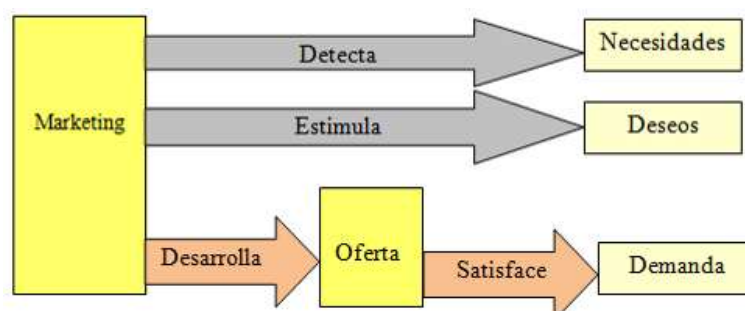 Necesidades
Detecta
Marketing
Estimula
Deseos
Desarrolla
Oferta
Satisface
Demanda